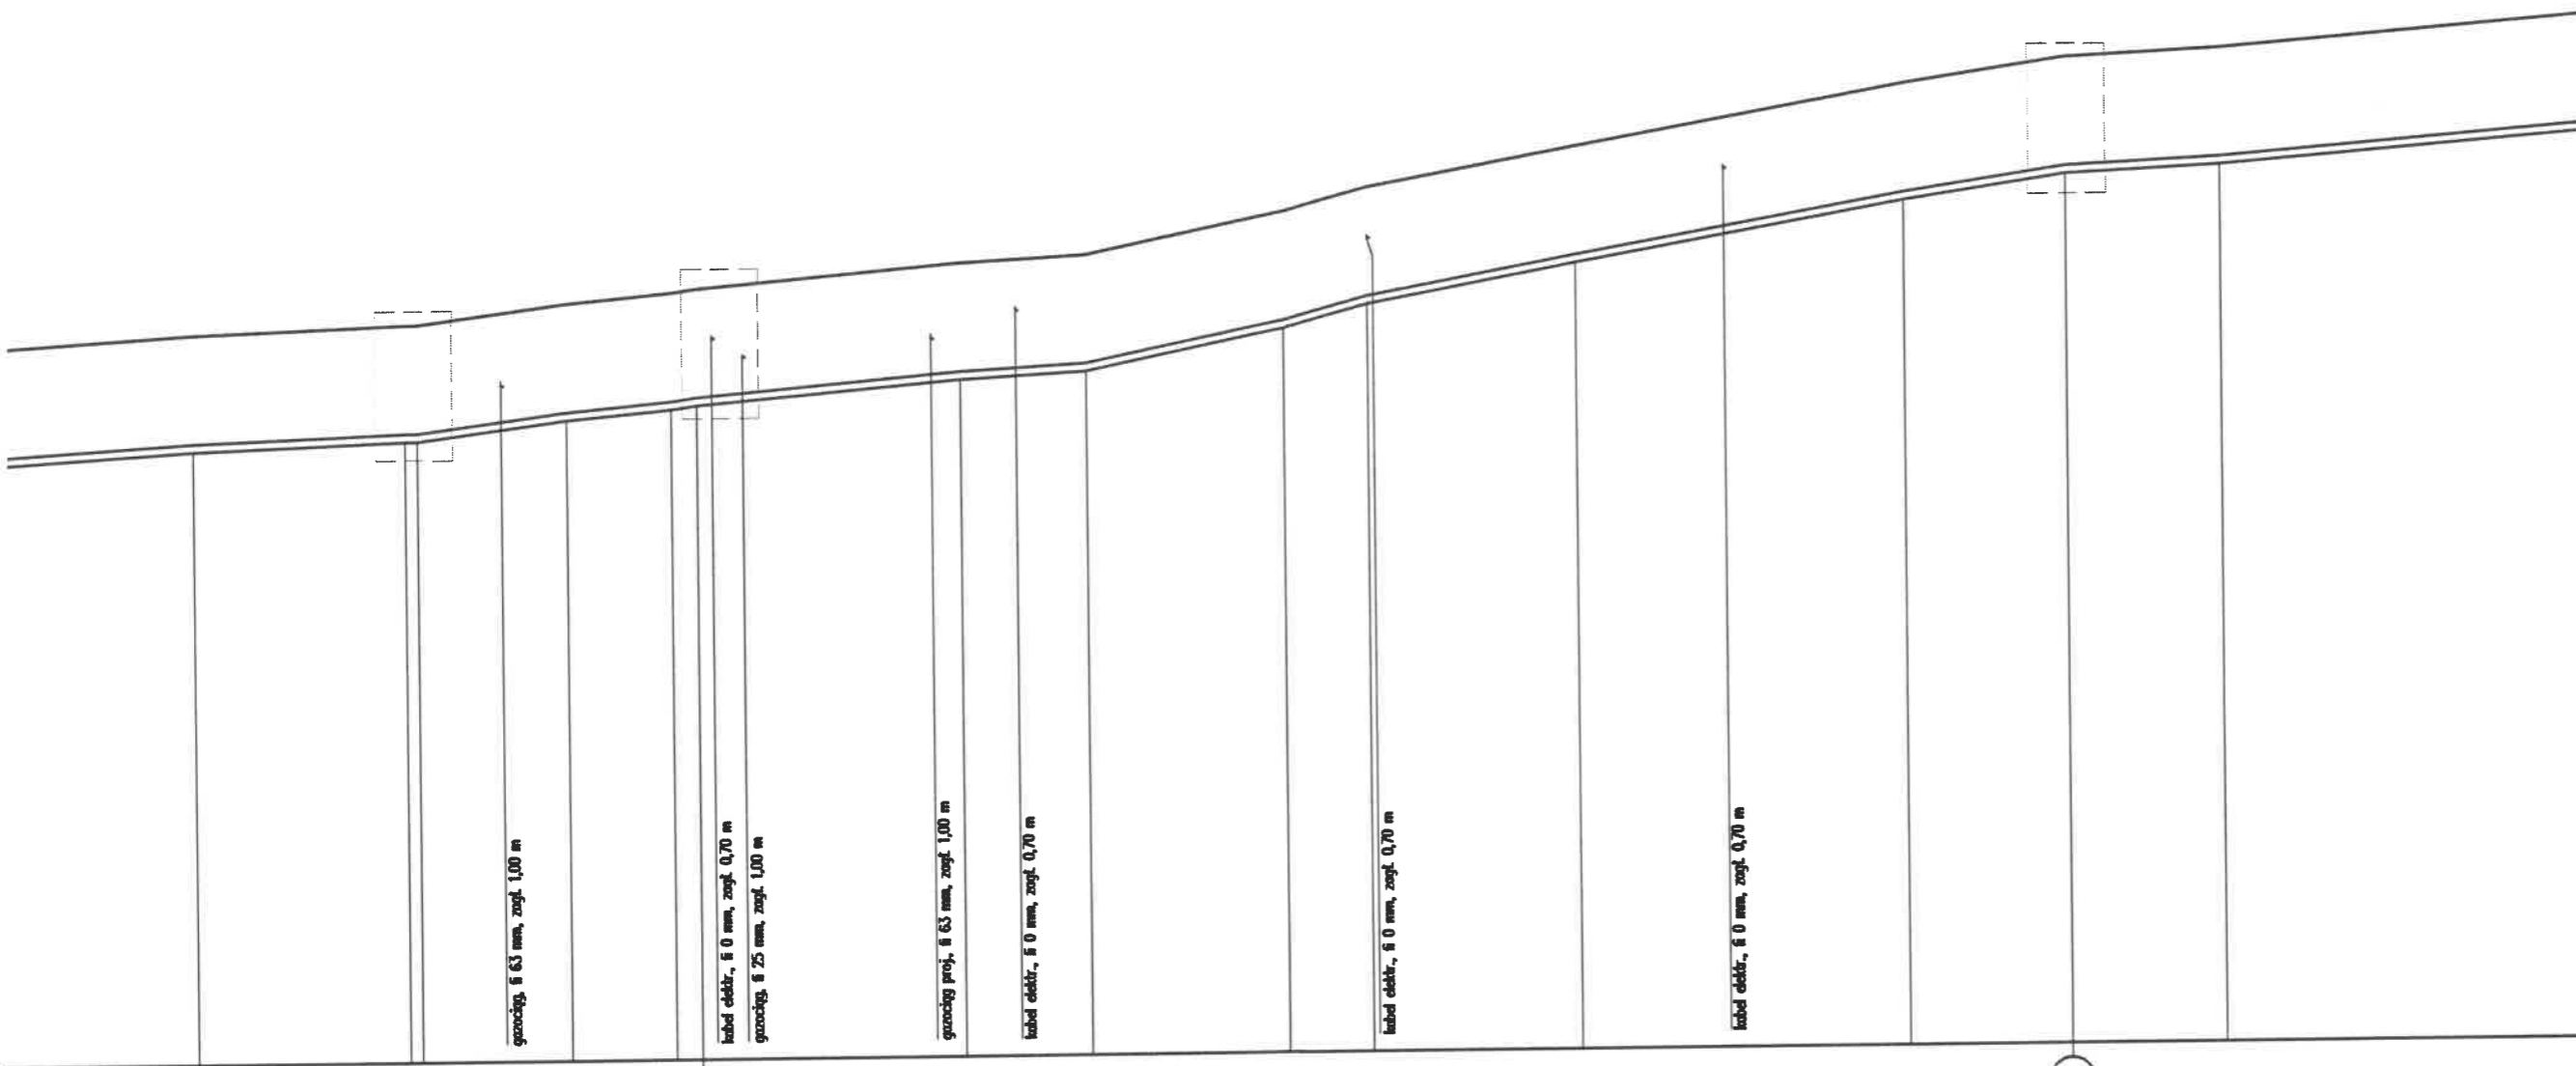 gazociąg, fi 63 mm, zagł. 1,00 m
kabel elektr., fi 0 mm, zagł. 0,70 m
gazociąg, fi 25 mm, zagł. 1,00 m
gazociąg proj., fi 63 mm, zagł. 1,00 m
kabel elektr., fi 0 mm, zagł. 0,70 m
kabel elektr., fi 0 mm, zagł. 0,70 m
kabel elektr., fi 0 mm, zagł. 0,70 m